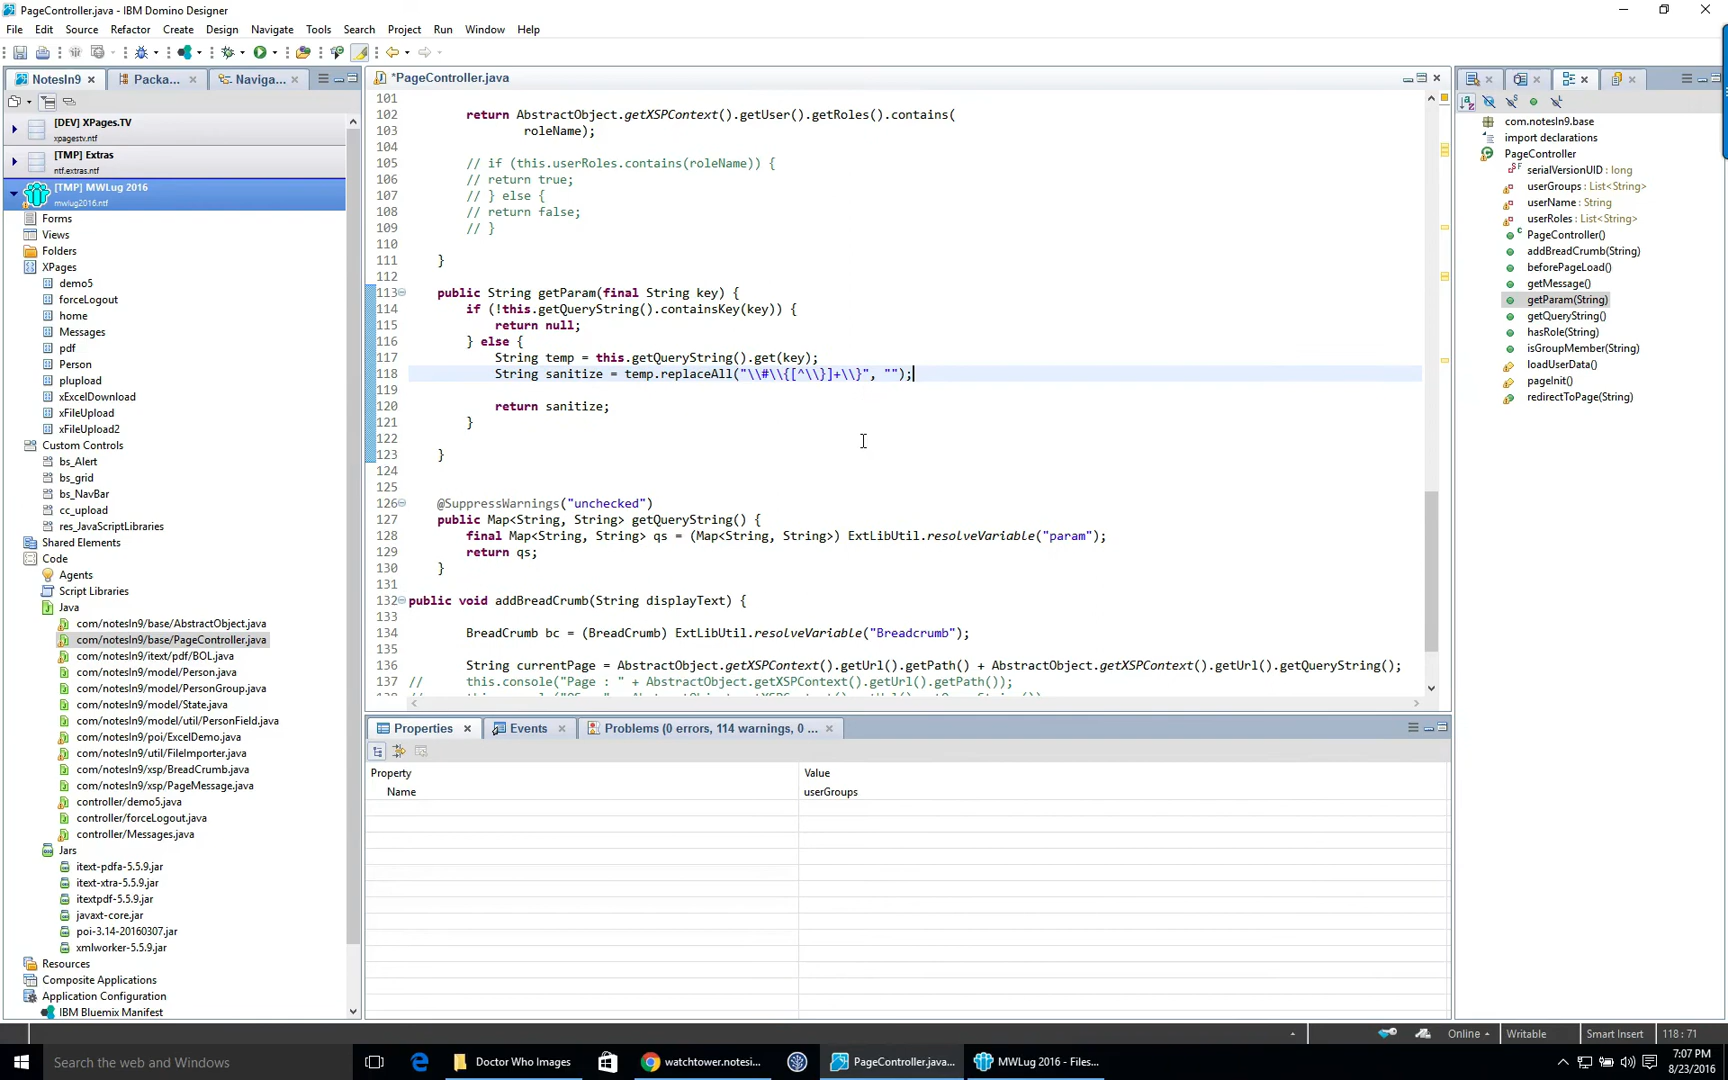 PageController.java - IBM Domino Designer
File Edit Source Refactor Create Design Navigate Tools Search Project Run Window Help
NotesIn9 Packa... Naviga...
[DEV] XPages.TV
xpagestv.ntf
[TMP] Extras
ntf.extras.ntf
[TMP] MWLug 2016
mwlug2016.ntf
Forms
Views
Folders
XPages
demo5
forceLogout
home
Messages
pdf
Person
plupload
xExcelDownload
xFileUpload
xFileUpload2
Custom Controls
bs_Alert
bs_grid
bs_NavBar
cc_upload
res_JavaScriptLibraries
Shared Elements
Code
Agents
Script Libraries
Java
com/notesIn9/base/AbstractObject.java
com/notesIn9/base/PageController.java
com/notesIn9/itext/pdf/BOL.java
com/notesIn9/model/Person.java
com/notesIn9/model/PersonGroup.java
com/notesIn9/model/State.java
com/notesIn9/model/util/PersonField.java
com/notesIn9/poi/ExcelDemo.java
com/notesIn9/util/FileImporter.java
com/notesIn9/xsp/BreadCrumb.java
com/notesIn9/xsp/PageMessage.java
controller/demo5.java
controller/forceLogout.java
controller/Messages.java
Jars
itext-pdfa-5.5.9.jar
itext-xtra-5.5.9.jar
itextpdf-5.5.9.jar
javaxt-core.jar
poi-3.14-20160307.jar
xmlworker-5.5.9.jar
Resources
Composite Applications
Application Configuration
IBM Bluemix Manifest
*PageController.java
101
102 return AbstractObject.getXSPContext().getUser().getRoles().contains(
103 roleName);
104
105 // if (this.userRoles.contains(roleName)) {
106 // return true;
107 // } else {
108 // return false;
109 // }
110
111 }
112
113 public String getParam(final String key) {
114 if (!this.getQueryString().containsKey(key)) {
115 return null;
116 } else {
117 String temp = this.getQueryString().get(key);
118 String sanitize = temp.replaceAll("\\#\\{[^\\}]+\\}", "");
119
120 return sanitize;
121 }
122
123 }
124
125
126 @SuppressWarnings("unchecked")
127 public Map<String, String> getQueryString() {
128 final Map<String, String> qs = (Map<String, String>) ExtLibUtil.resolveVariable("param");
129 return qs;
130 }
131
132 public void addBreadCrumb(String displayText) {
133
134 BreadCrumb bc = (BreadCrumb) ExtLibUtil.resolveVariable("Breadcrumb");
135
136 String currentPage = AbstractObject.getXSPContext().getUrl().getPath() + AbstractObject.getXSPContext().getUrl().getQueryString();
137 // this.console("Page : " + AbstractObject.getXSPContext().getUrl().getPath());
Properties Events Problems (0 errors, 114 warnings, 0 ...
Property Value
Name userGroups
com.notesIn9.base
import declarations
PageController
serialVersionUID : long
userGroups : List<String>
userName : String
userRoles : List<String>
PageController()
addBreadCrumb(String)
beforePageLoad()
getMessage()
getParam(String)
getQueryString()
hasRole(String)
isGroupMember(String)
loadUserData()
pageInit()
redirectToPage(String)
Online Writable Smart Insert 118 : 71
Search the web and Windows Doctor Who Images watchtower.notesi... PageController.java... MWLug 2016 - Files... 7:07 PM
8/23/2016